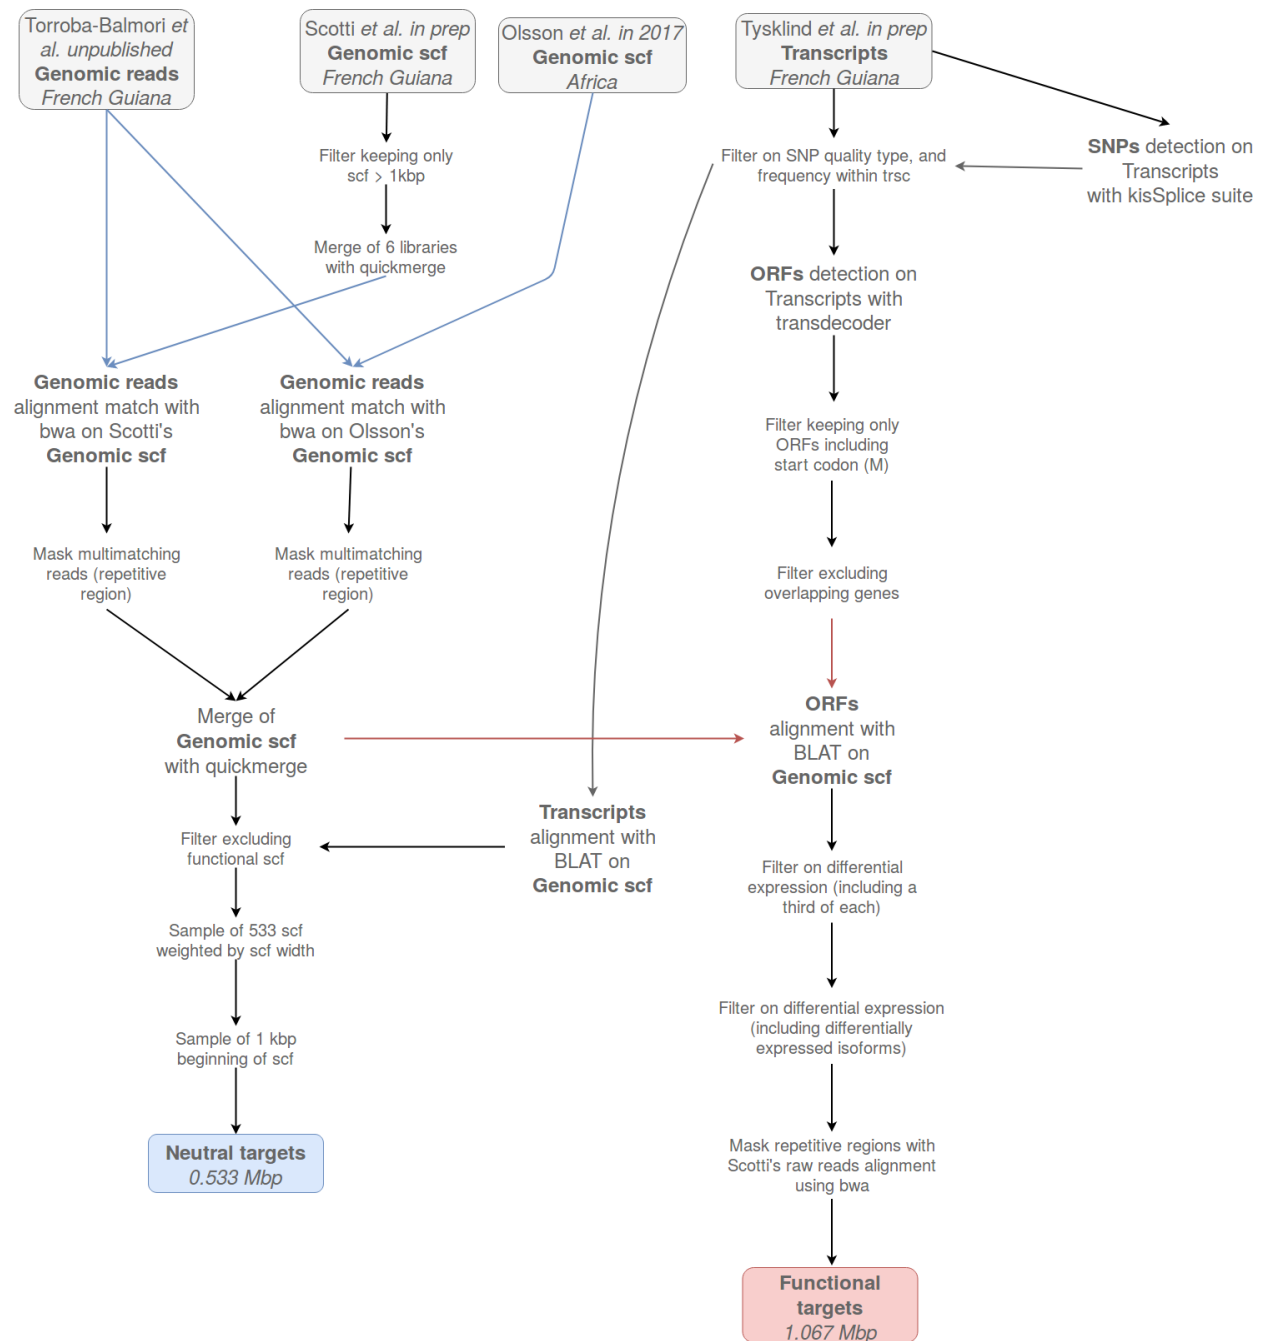 Torroba-Balmori et
al. unpublished
Genomic reads
French Guiana
Scotti et al. in prep
Genomic scf
French Guiana
Olsson et al. in 2017
Genomic scf
Africa
Tysklind et al. in prep
Transcripts
French Guiana
Filter keeping only
scf > 1kbp
Filter on SNP quality type, and
frequency within trsc
SNPs detection on
Transcripts
with kisSplice suite
Merge of 6 libraries
with quickmerge
ORFs detection on
Transcripts with
transdecoder
Genomic reads
alignment match with
bwa on Scotti's
Genomic scf
Genomic reads
alignment match with
bwa on Olsson's
Genomic scf
Filter keeping only
ORFs including
start codon (M)
Mask multimatching
reads (repetitive
region)
Mask multimatching
reads (repetitive
region)
Filter excluding
overlapping genes
Merge of
Genomic scf
with quickmerge
ORFs
alignment with
BLAT on
Genomic scf
Transcripts
alignment with
BLAT on
Genomic scf
Filter excluding
functional scf
Filter on differential
expression (including a
third of each)
Sample of 533 scf
weighted by scf width
Filter on differential expression
(including differentially
expressed isoforms)
Sample of 1 kbp
beginning of scf
Mask repetitive regions with
Scotti's raw reads alignment
using bwa
Neutral targets
0.533 Mbp
Functional
targets
1.067 Mbp